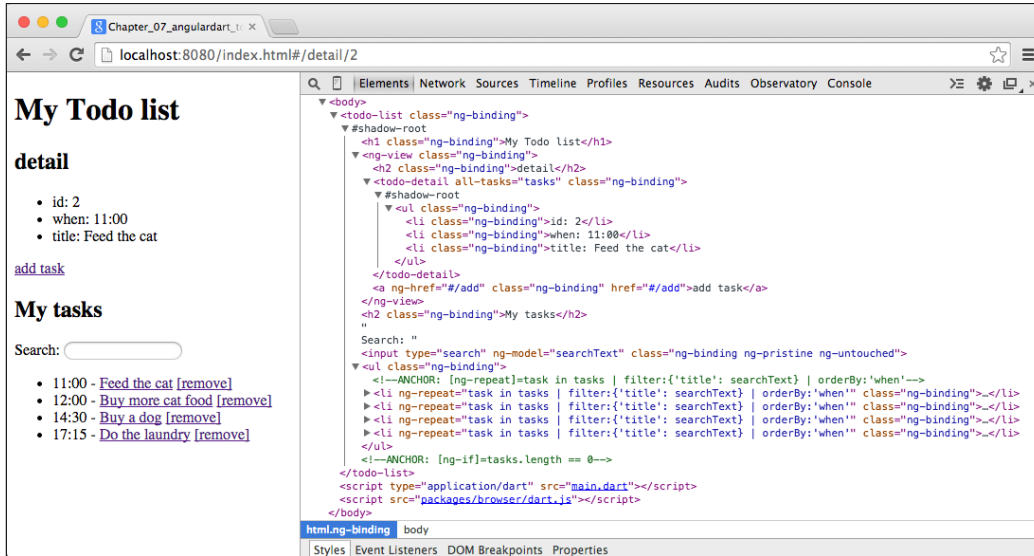 Chapter_07_angulardart_t
localhost:8080/index.html#/detail/2
My Todo list
detail
• id: 2
• when: 11:00
• title: Feed the cat
add task
My tasks
Search:
• 11:00 - Feed the cat [remove]
• 12:00 - Buy more cat food [remove]
• 14:30 - Buy a dog [remove]
• 17:15 - Do the laundry [remove]
Elements Network Sources Timeline Profiles Resources Audits Observatory Console
<body>
<todo-list class="ng-binding">
#shadow-root
<h1 class="ng-binding">My Todo list</h1>
<ng-view class="ng-binding">
<h2 class="ng-binding">detail</h2>
<todo-detail all-tasks="tasks" class="ng-binding">
#shadow-root
<ul class="ng-binding">
<li class="ng-binding">id: 2</li>
<li class="ng-binding">when: 11:00</li>
<li class="ng-binding">title: Feed the cat</li>
</ul>
</todo-detail>
<a ng-href="#/add" class="ng-binding" href="#/add">add task</a>
</ng-view>
<h2 class="ng-binding">My tasks</h2>
"
Search: "
<input type="search" ng-model="searchText" class="ng-binding ng-pristine ng-untouched">
<ul class="ng-binding">
<!--ANCHOR: [ng-repeat]=task in tasks | filter:{'title': searchText} | orderBy:'when'-->
<li ng-repeat="task in tasks | filter:{'title': searchText} | orderBy:'when'" class="ng-binding">…</li>
<li ng-repeat="task in tasks | filter:{'title': searchText} | orderBy:'when'" class="ng-binding">…</li>
<li ng-repeat="task in tasks | filter:{'title': searchText} | orderBy:'when'" class="ng-binding">…</li>
<li ng-repeat="task in tasks | filter:{'title': searchText} | orderBy:'when'" class="ng-binding">…</li>
</ul>
<!--ANCHOR: [ng-if]=tasks.length == 0-->
</todo-list>
<script type="application/dart" src="main.dart"></script>
<script src="packages/browser/dart.js"></script>
</body>
html.ng-binding body
Styles Event Listeners DOM Breakpoints Properties